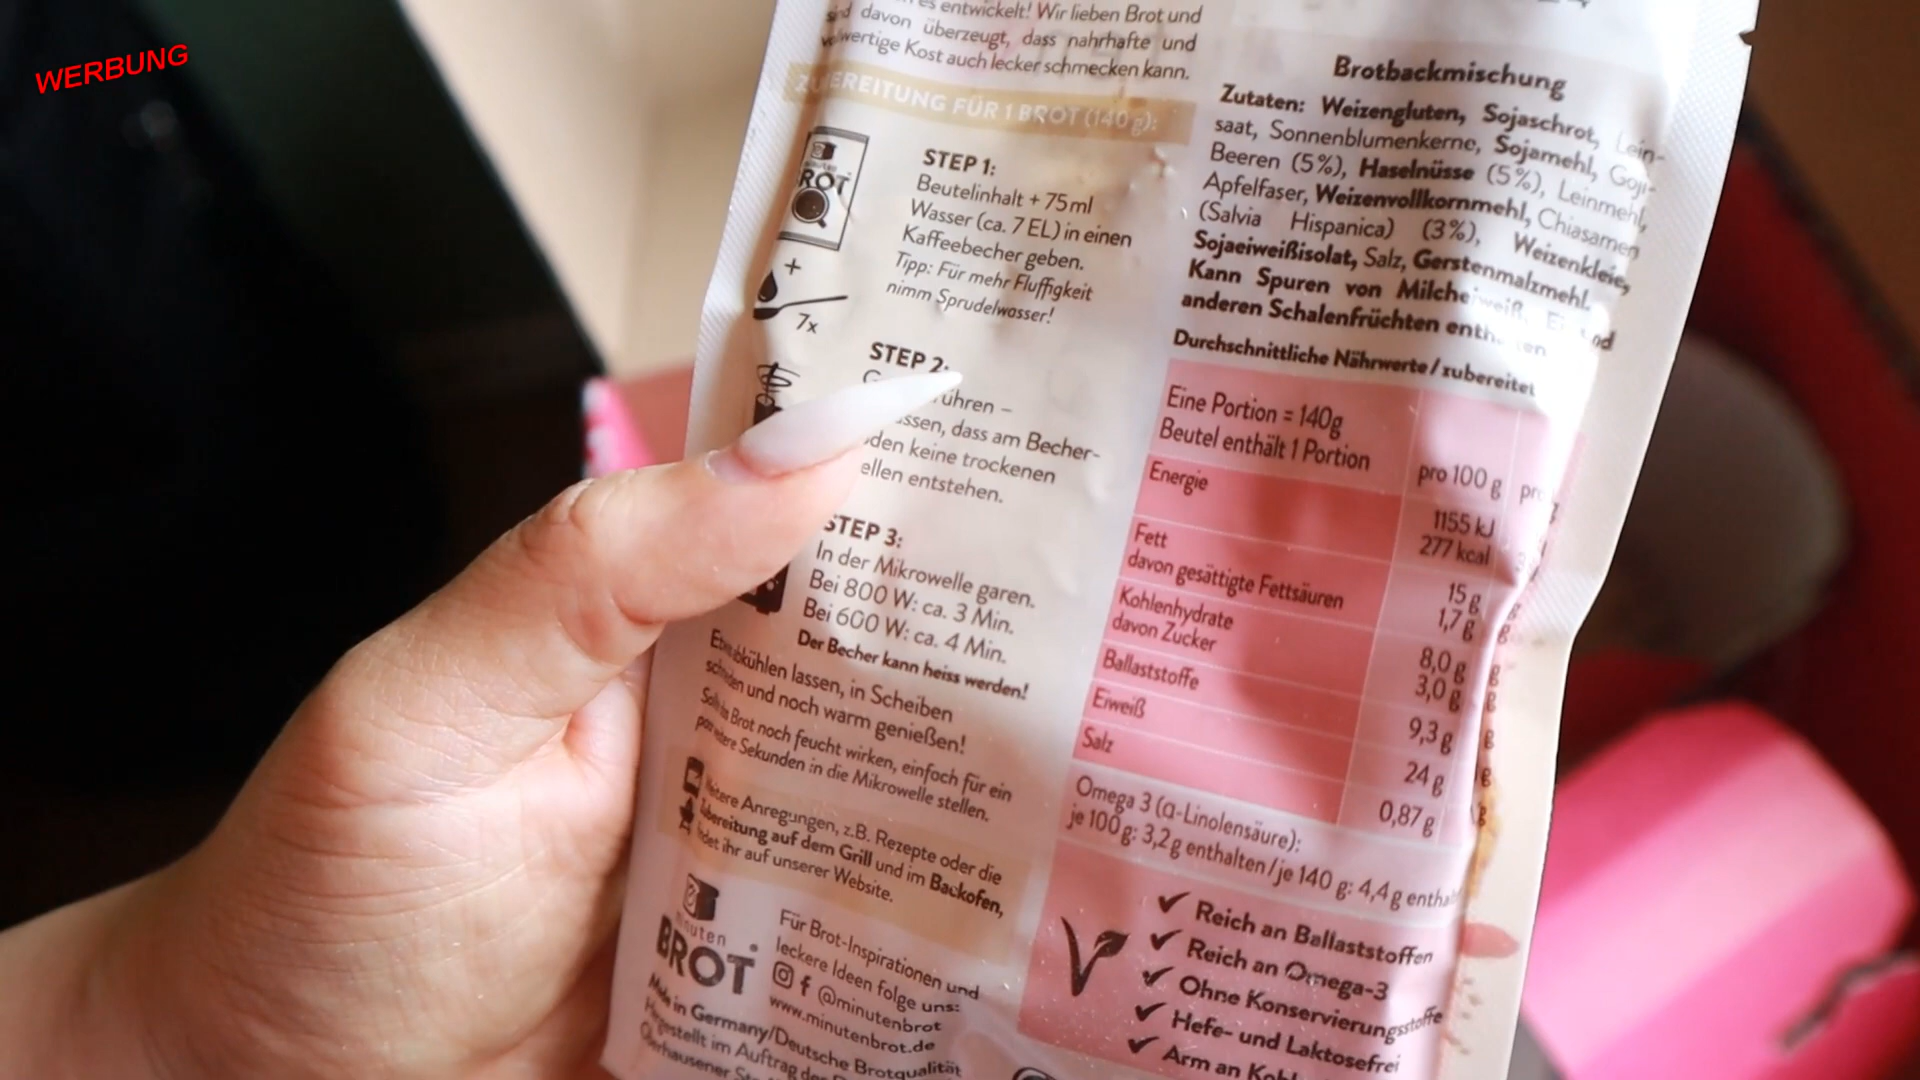 WERBUNG
es entwickelt! Wir lieben Brot und
sind davon überzeugt, dass nahrhafte und
vollwertige Kost auch lecker schmecken kann.
ZUBEREITUNG FÜR 1 BROT (140 g):
BROT
+
7x
STEP 1:
Beutelinhalt + 75ml
Wasser (ca. 7 EL) in einen
Kaffeebecher geben.
Tipp: Für mehr Fluffigkeit
nimm Sprudelwasser!
STEP 2:
ühren –
ssen, dass am Becher-
den keine trockenen
ellen entstehen.
STEP 3:
In der Mikrowelle garen.
Bei 800 W: ca. 3 Min.
Bei 600 W: ca. 4 Min.
Der Becher kann heiss werden!
Etwas abkühlen lassen, in Scheiben
schneiden und noch warm genießen!
Sollte das Brot noch feucht wirken, einfach für ein
paar weitere Sekunden in die Mikrowelle stellen.
Weitere Anregungen, z.B. Rezepte oder die
Zubereitung auf dem Grill und im Backofen,
findet ihr auf unserer Website.
Minuten
BROT
Für Brot-Inspirationen und
leckere Ideen folge uns:
@minutenbrot
www.minutenbrot.de
Made in Germany/Deutsche Brotqualität
Hergestellt im Auftrag der
Oberhausener
Brotbackmischung
Zutaten: Weizengluten, Sojaschrot, Lein-
saat, Sonnenblumenkerne, Sojamehl, Goji-
Beeren (5%), Haselnüsse (5%), Leinmehl,
Apfelfaser, Weizenvollkornmehl, Chiasamen
(Salvia Hispanica) (3%), Weizenkleie,
Sojaeiweißisolat, Salz, Gerstenmalzmehl.
Kann Spuren von Milcheiweiß, Ei und
anderen Schalenfrüchten enthalten
Durchschnittliche Nährwerte/zubereitet
Eine Portion = 140g
Beutel enthält 1 Portion
pro 100 g
Energie 1155 kJ
277 kcal
Fett 15 g
davon gesättigte Fettsäuren 1,7 g
Kohlenhydrate 8,0 g
davon Zucker 3,0 g
Ballaststoffe 9,3 g
Eiweiß 24 g
Salz 0,87 g
Omega 3 (α-Linolensäure):
je 100 g: 3,2 g enthalten/je 140 g: 4,4 g entha
Reich an Ballaststoffen
Reich an Omega-3
Ohne Konservierungsstoffe
Hefe- und Laktosefrei
Arm an